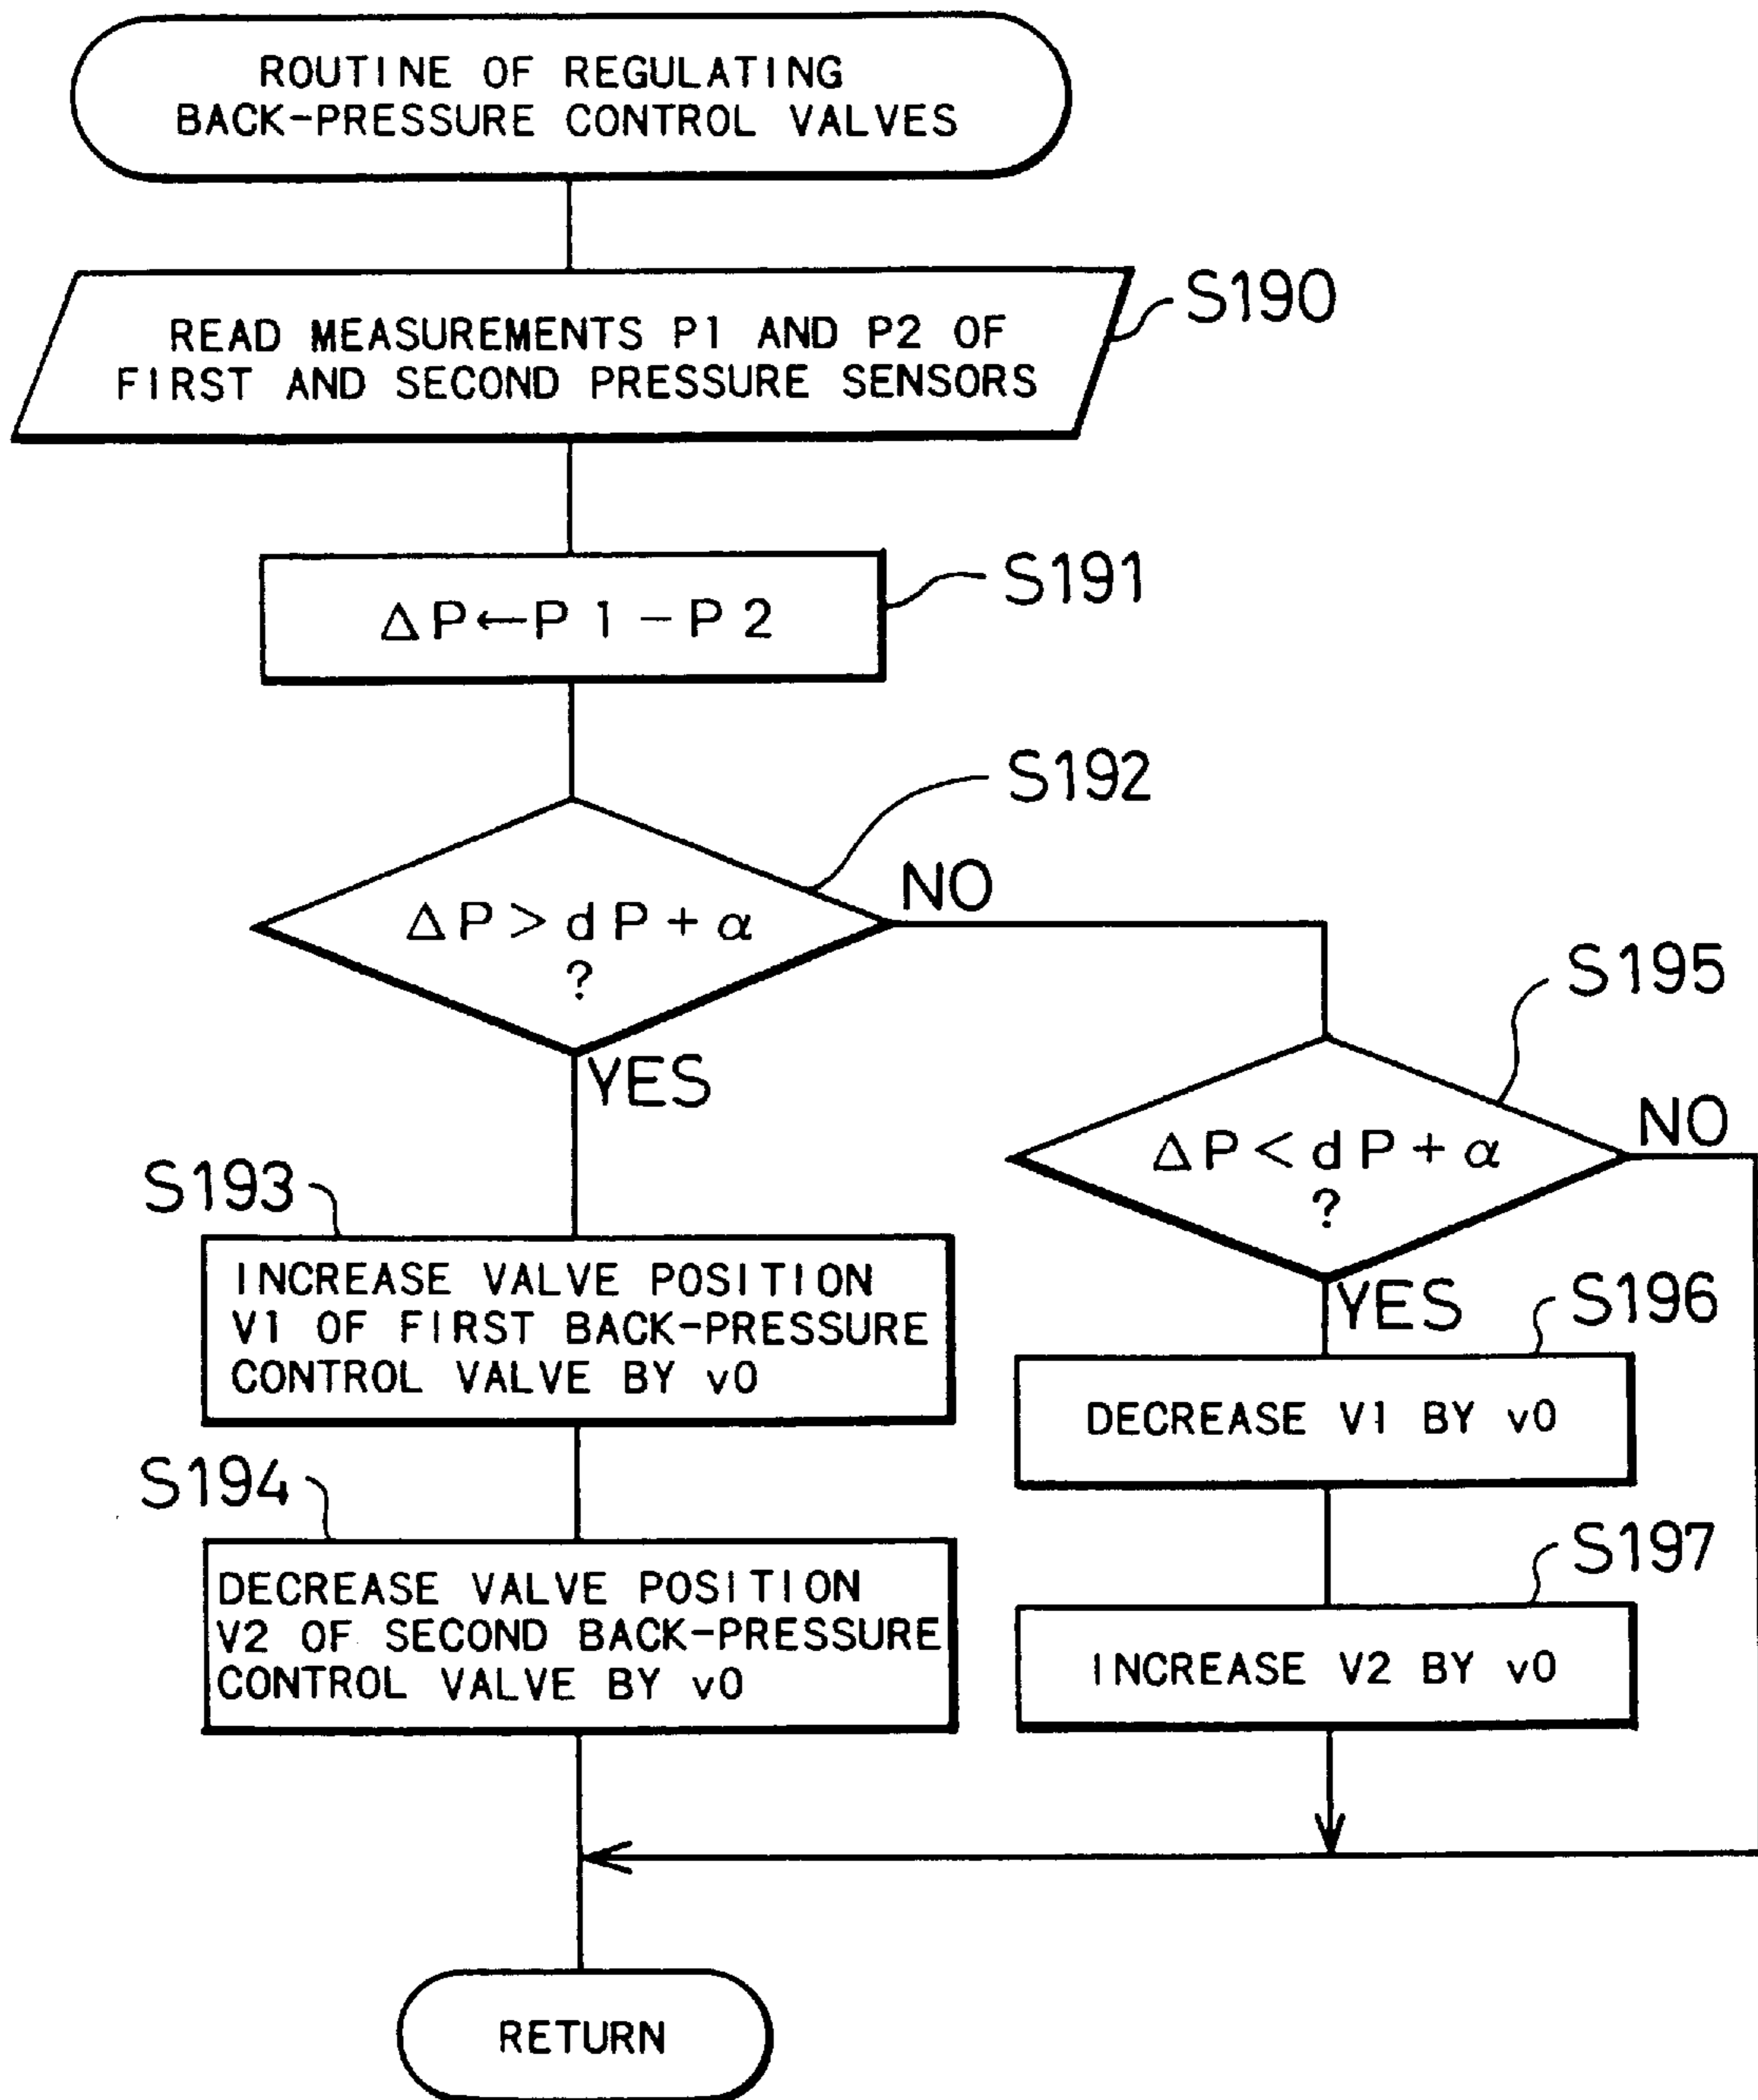 ROUTINE OF REGULATING
BACK-PRESSURE CONTROL VALVES
S190
READ MEASUREMENTS P1 AND P2 OF
FIRST AND SECOND PRESSURE SENSORS
S191
ΔP←P1-P2
S192
ΔP>dP+α
?
NO
YES
S195
ΔP<dP+α
?
NO
YES
S193
INCREASE VALVE POSITION
V1 OF FIRST BACK-PRESSURE
CONTROL VALVE BY v0
S194
DECREASE VALVE POSITION
V2 OF SECOND BACK-PRESSURE
CONTROL VALVE BY v0
S196
DECREASE V1 BY v0
S197
INCREASE V2 BY v0
RETURN